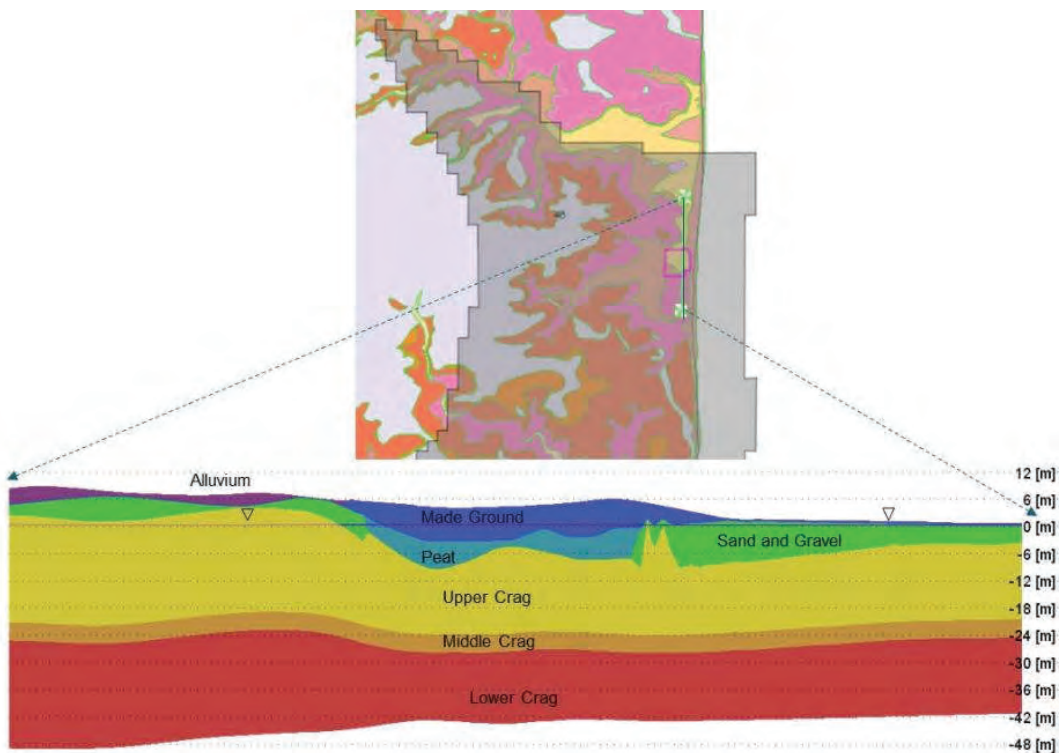 12 [m]
Alluvium
6 [m]
Made Ground
0 [m]
Sand and Gravel
Peat
-6 [m]
-12 [m]
Upper Crag
-18 [m]
-24 [m]
Middle Crag
-30 [m]
-36 [m]
Lower Crag
-42 [m]
-48 [m]